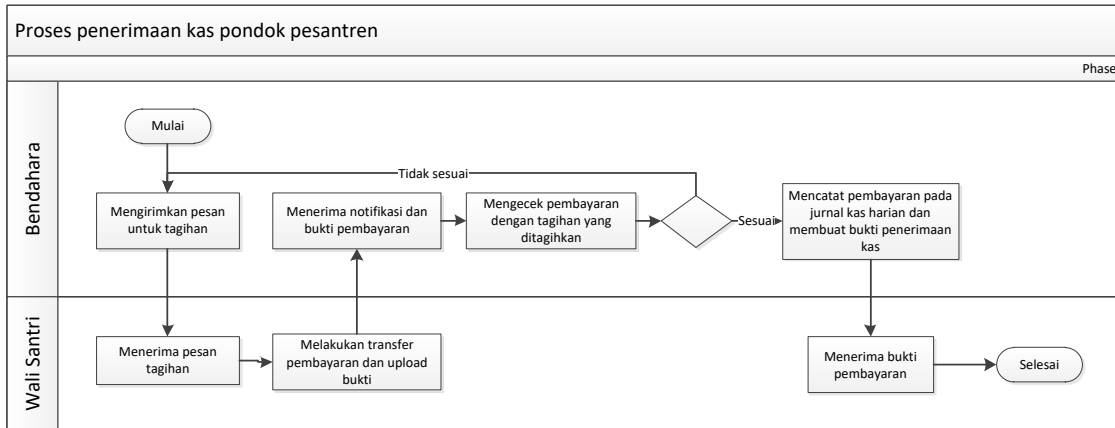 Proses penerimaan kas pondok pesantren
Phase
Bendahara
Mulai
Tidak sesuai
Mengirimkan pesan
untuk tagihan
Menerima notifikasi dan
bukti pembayaran
Mengecek pembayaran
dengan tagihan yang
ditagihkan
Sesuai
Mencatat pembayaran pada
jurnal kas harian dan
membuat bukti penerimaan
kas
Wali Santri
Menerima pesan
tagihan
Melakukan transfer
pembayaran dan upload
bukti
Menerima bukti
pembayaran
Selesai